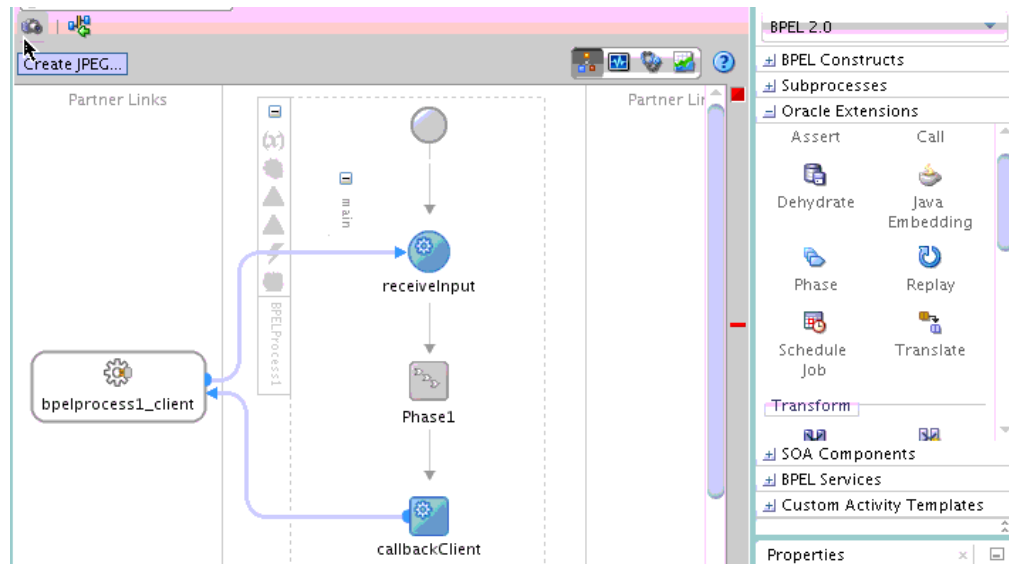 Create JPEG...
Partner Links
main
receiveInput
BPELProcess1
bpelprocess1_client
Phase1
callbackClient
Partner Lin
BPEL 2.0
BPEL Constructs
Subprocesses
Oracle Extensions
Assert
Call
Dehydrate
Java
Embedding
Phase
Replay
Schedule
Job
Translate
Transform
SOA Components
BPEL Services
Custom Activity Templates
Properties